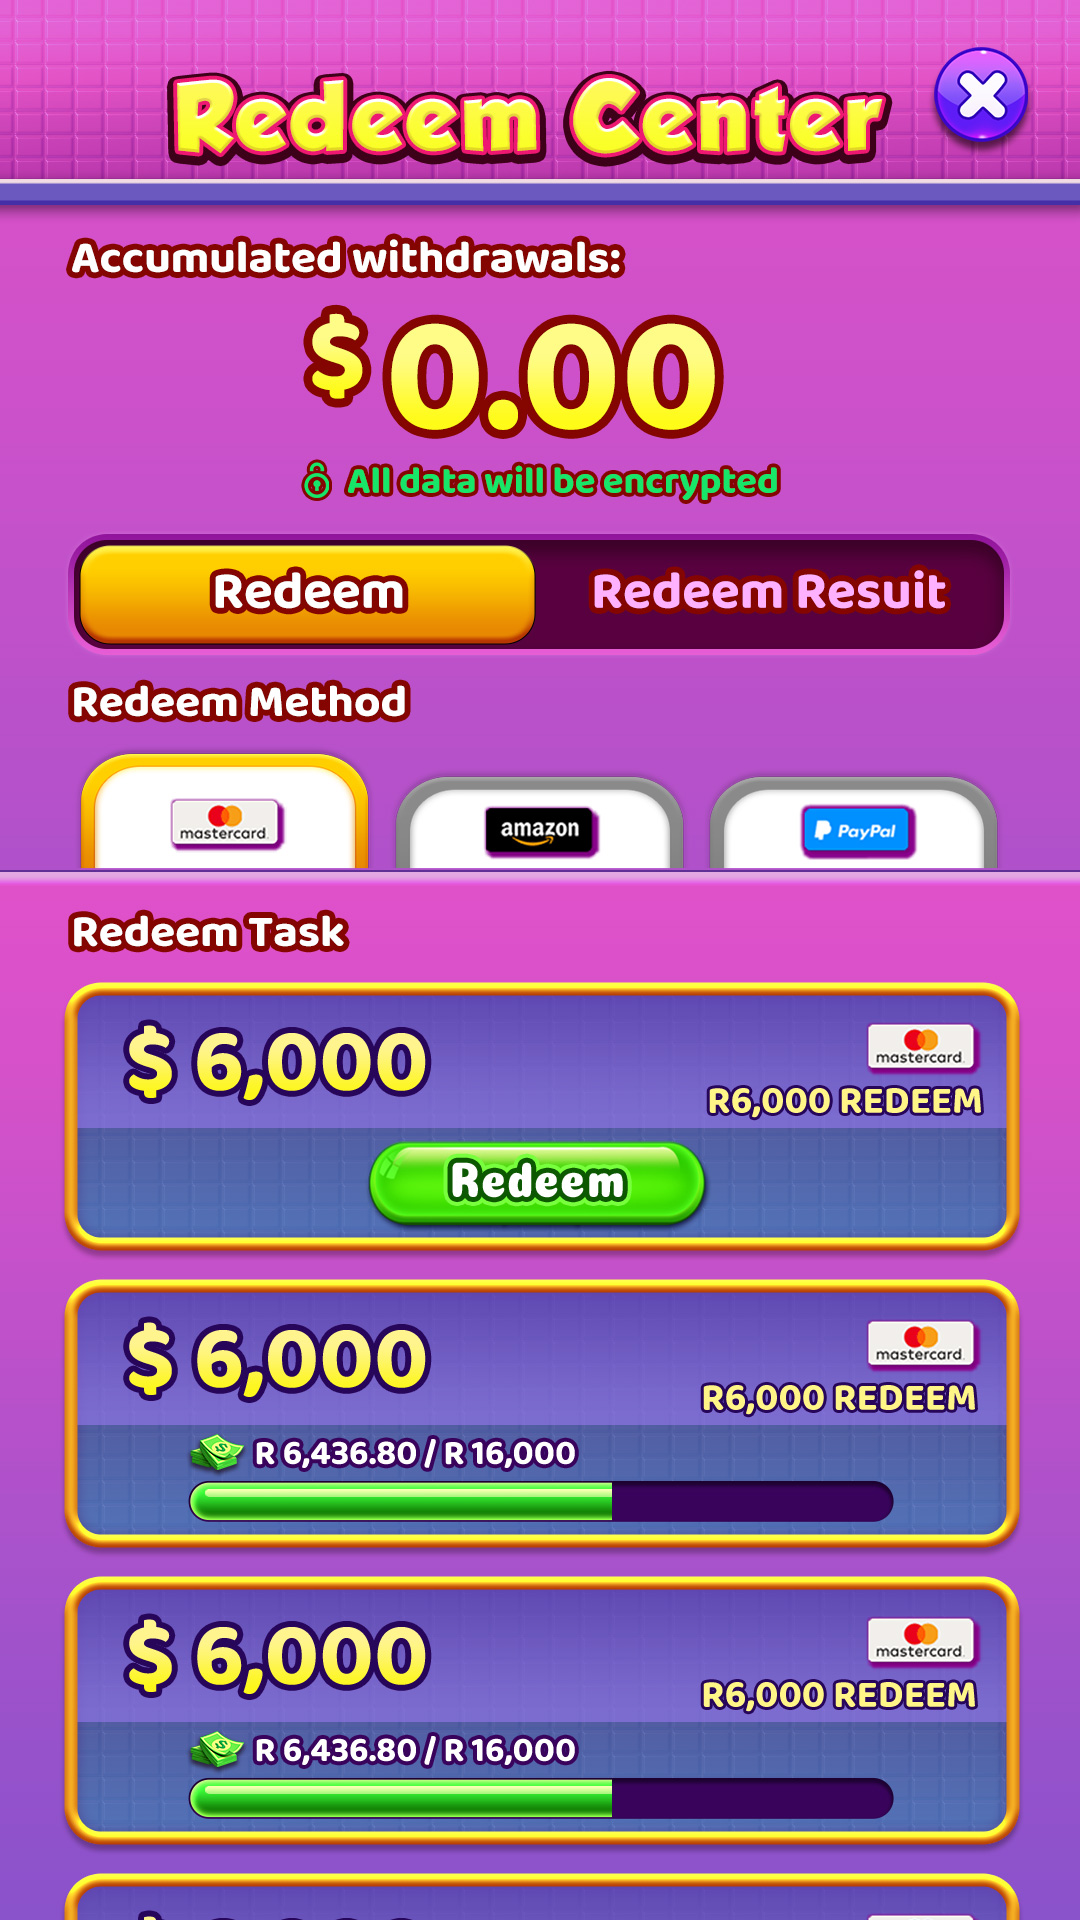 Redeem Center
Accumulated withdrawals:
$0.00
All data will be encrypted
Redeem
Redeem Resuit
Redeem Method
mastercard.
amazon
PayPal
Redeem Task
$ 6,000
mastercard.
R6,000 REDEEM
Redeem
$ 6,000
mastercard.
R6,000 REDEEM
R 6,436.80 / R 16,000
$ 6,000
mastercard.
R6,000 REDEEM
R 6,436.80 / R 16,000